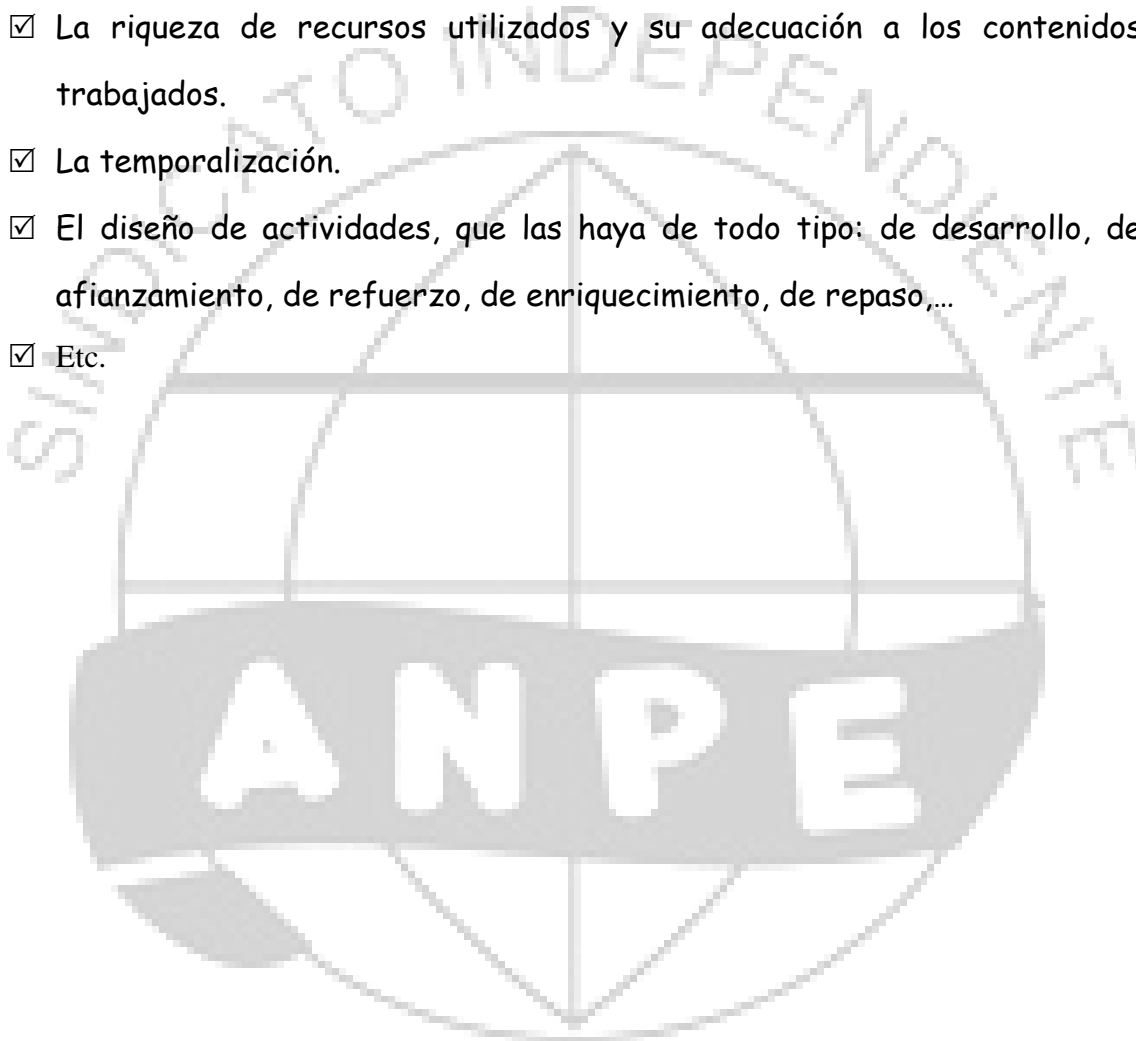 ☑ La riqueza de recursos utilizados y su adecuación a los contenidos
trabajados.
☑ La temporalización.
☑ El diseño de actividades, que las haya de todo tipo: de desarrollo, de
afianzamiento, de refuerzo, de enriquecimiento, de repaso,…
☑ Etc.
SINDICATO INDEPENDIENTE
ANPE